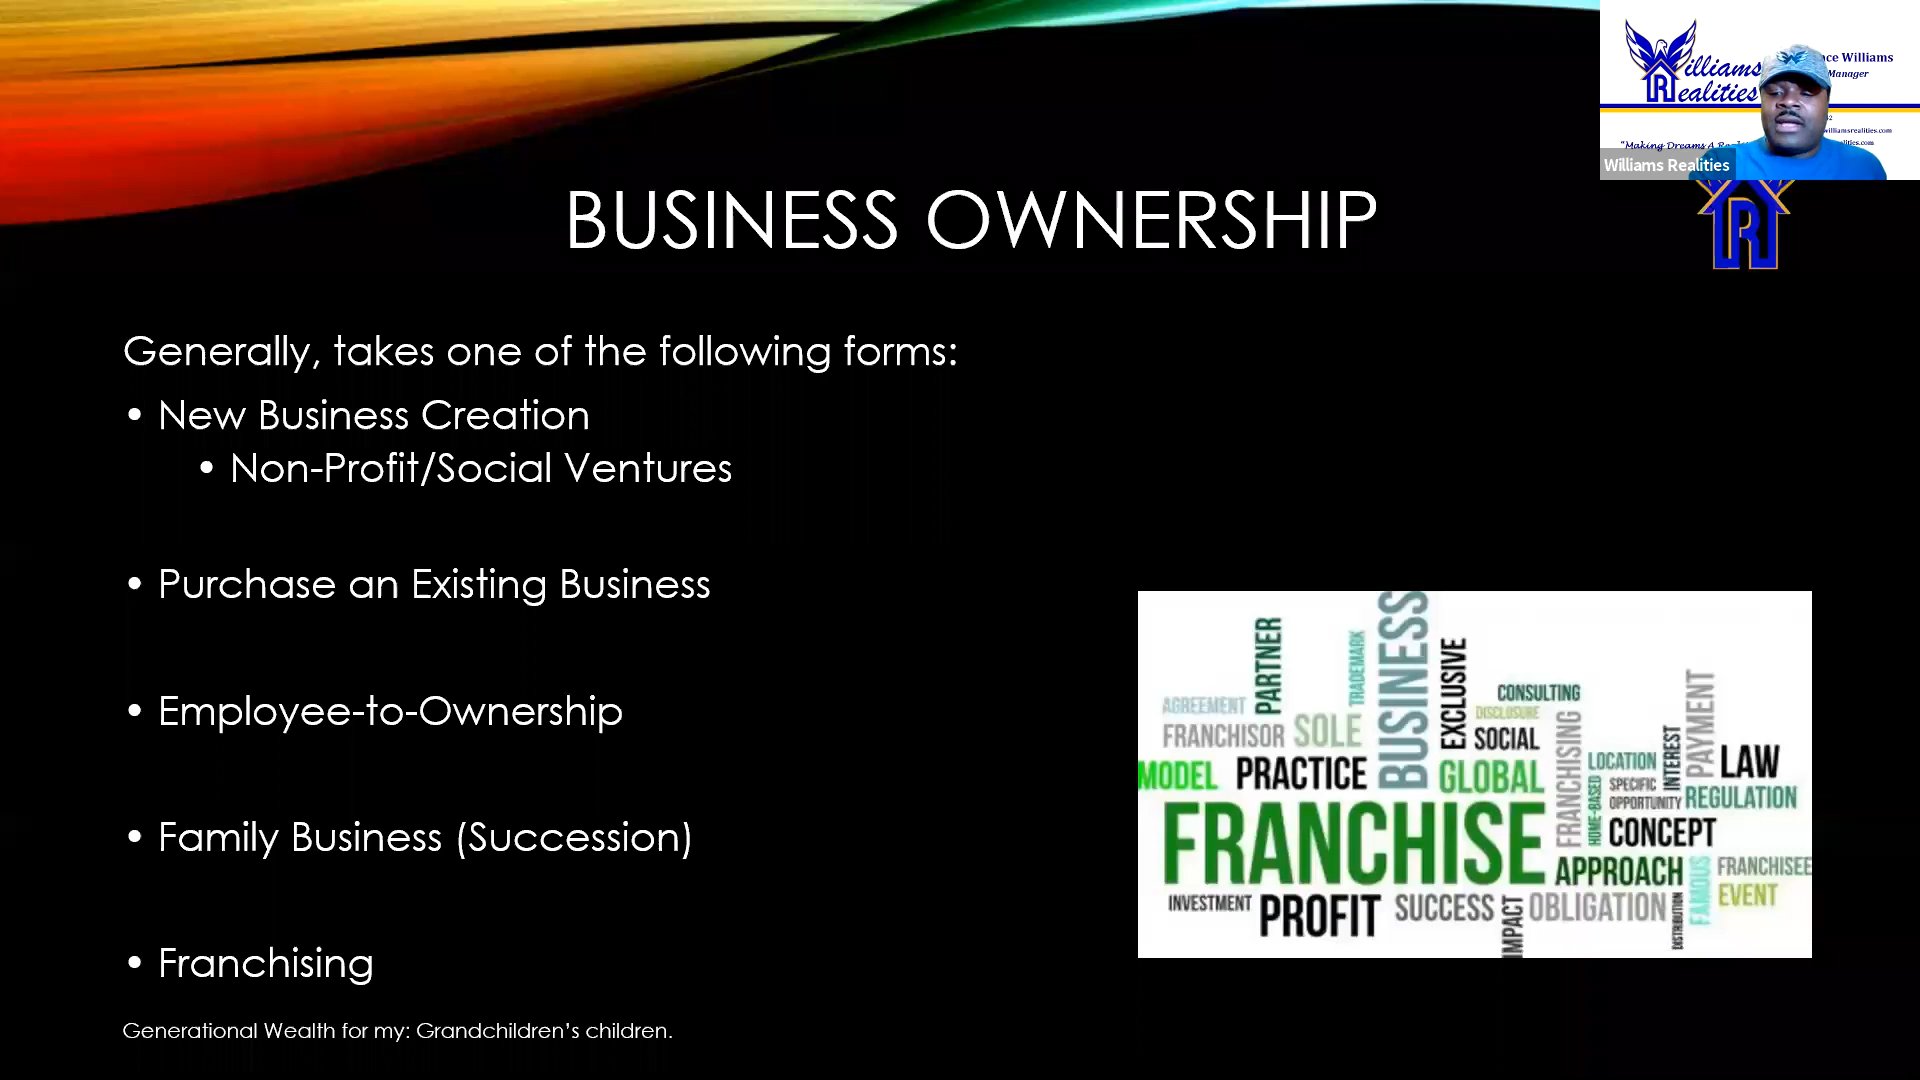 Williams
Realities
ce Williams
Manager
williamsrealities.com
"Making Dreams A
Williams Realities
R
BUSINESS OWNERSHIP
Generally, takes one of the following forms:
• New Business Creation
• Non-Profit/Social Ventures
• Purchase an Existing Business
• Employee-to-Ownership
• Family Business (Succession)
• Franchising
Generational Wealth for my: Grandchildren’s children.
PARTNER
TRADEMARK
BUSINESS
EXCLUSIVE
CONSULTING
AGREEMENT
DISCLOSURE
FRANCHISOR
SOLE
SOCIAL
FRANCHISING
LOCATION
INTEREST
PAYMENT
LAW
MODEL
PRACTICE
GLOBAL
HOME-BASED
SPECIFIC
OPPORTUNITY
REGULATION
FRANCHISE
CONCEPT
APPROACH
FAMOUS
FRANCHISEE
EVENT
INVESTMENT
PROFIT
SUCCESS
IMPACT
OBLIGATION
DISTRIBUTION